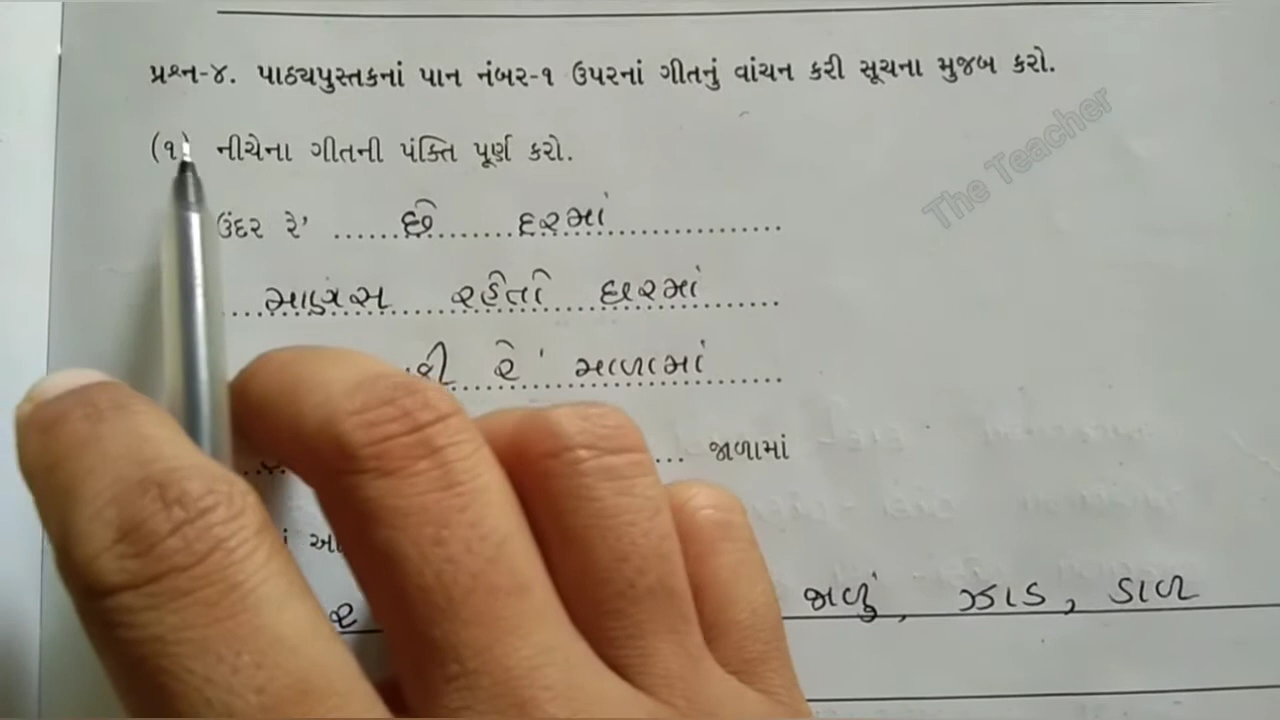 પ્રશ્ન-૪. પાઠ્યપુસ્તકનાં પાન નંબર-૧ ઉપરનાં ગીતનું વાંચન કરી સૂચના મુજબ કરો.
The Teacher
(૧) નીચેના ગીતની પંક્તિ પૂર્ણ કરો.
ઉંદર રે' ...... છે ....... દરમાં ....................
માણસ રહેતાં ઘરમાં
રે' માળામાં
... જાળામાં
જાળું, ઝાડ, ડાળ